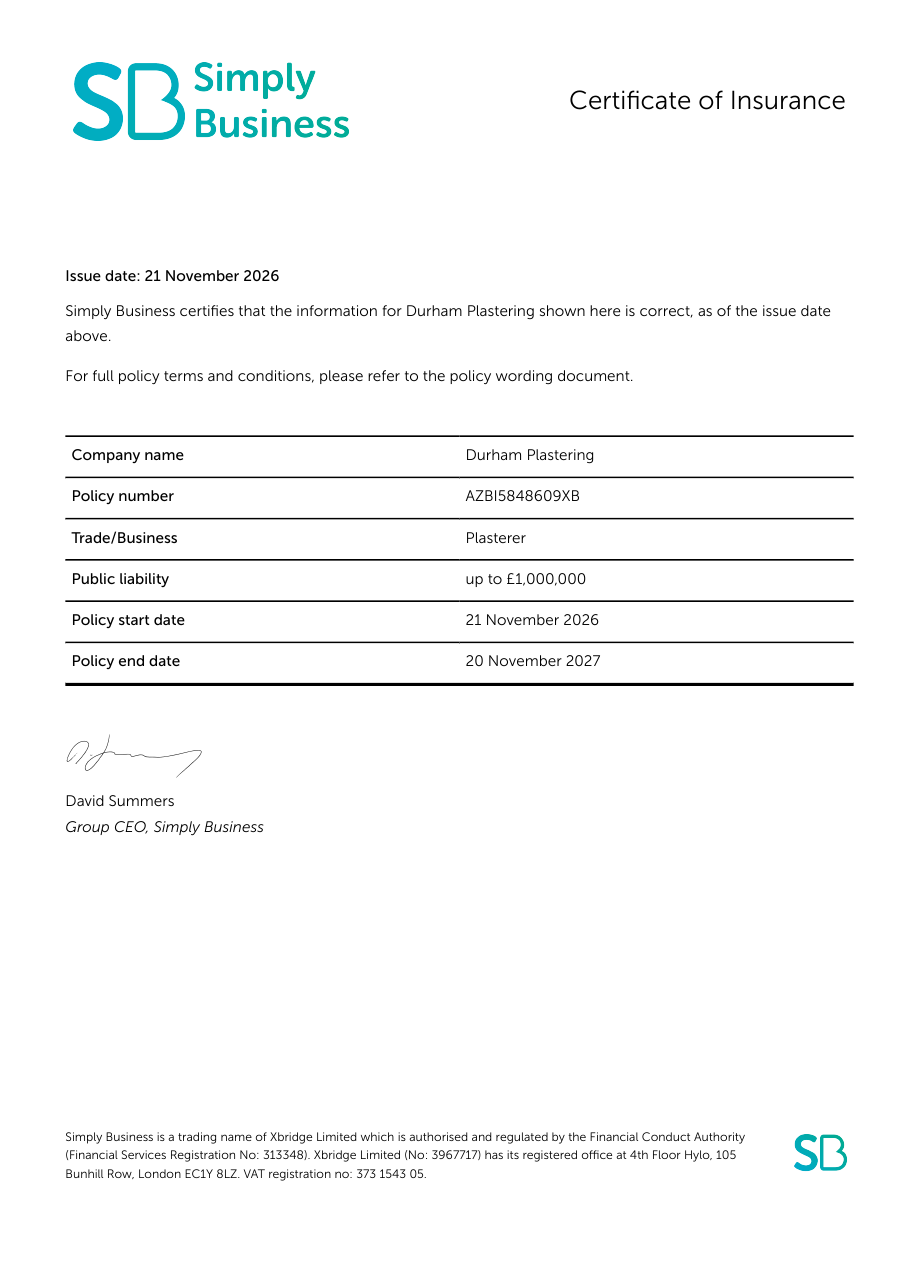 SB Simply
Business
Certificate of Insurance
Issue date: 21 November 2026
Simply Business certifies that the information for Durham Plastering shown here is correct, as of the issue date
above.
For full policy terms and conditions, please refer to the policy wording document.
Company name Durham Plastering
Policy number AZBI5848609XB
Trade/Business Plasterer
Public liability up to £1,000,000
Policy start date 21 November 2026
Policy end date 20 November 2027
David Summers
Group CEO, Simply Business
Simply Business is a trading name of Xbridge Limited which is authorised and regulated by the Financial Conduct Authority
(Financial Services Registration No: 313348). Xbridge Limited (No: 3967717) has its registered office at 4th Floor Hylo, 105
Bunhill Row, London EC1Y 8LZ. VAT registration no: 373 1543 05.
SB